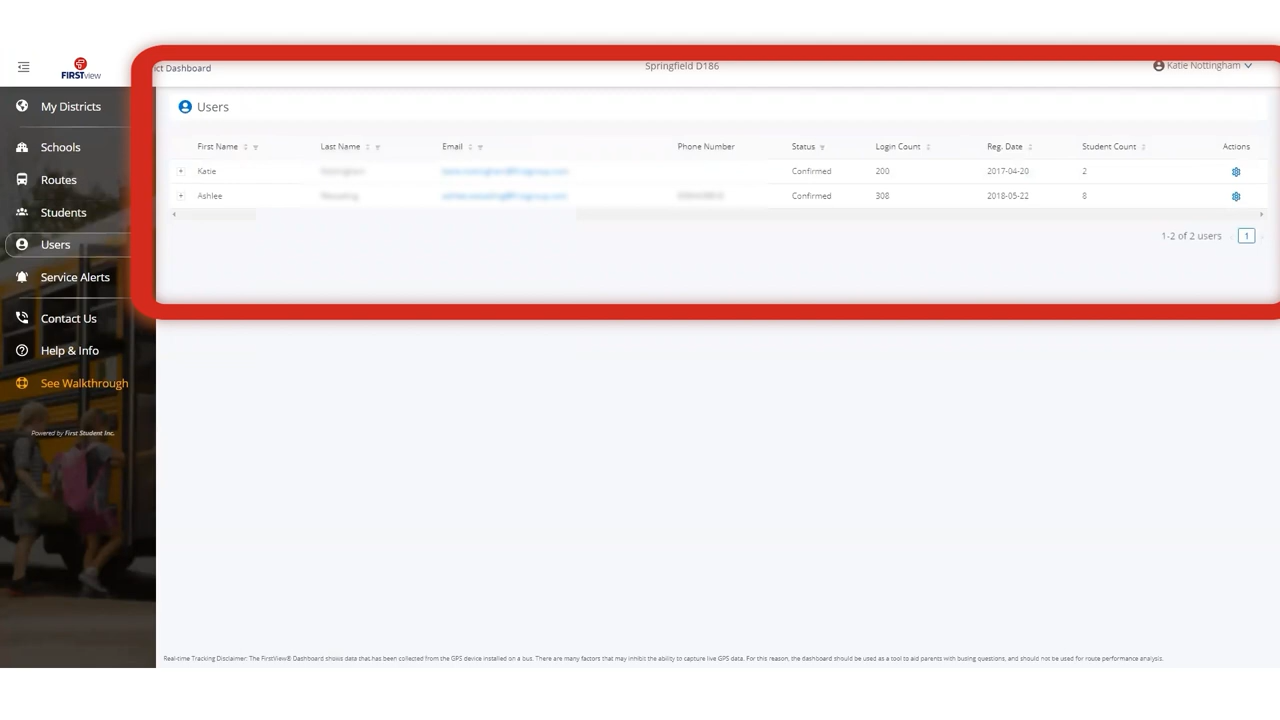 FIRSTview
ict Dashboard
Springfield D186
Katie Nottingham
My Districts
Schools
Routes
Students
Users
Service Alerts
Contact Us
Help & Info
See Walkthrough
Powered by First Student Inc.
Users
First Name Last Name Email Phone Number Status Login Count Reg. Date Student Count Actions
Katie Confirmed 200 2017-04-20 2
Ashlee Confirmed 308 2018-05-22 8
1-2 of 2 users 1
Real-time Tracking Disclaimer: The FirstView® Dashboard shows data that has been collected from the GPS device installed on a bus. There are many factors that may inhibit the ability to capture live GPS data. For this reason, the dashboard should be used as a tool to aid parents with busing questions, and should not be used for route performance analysis.